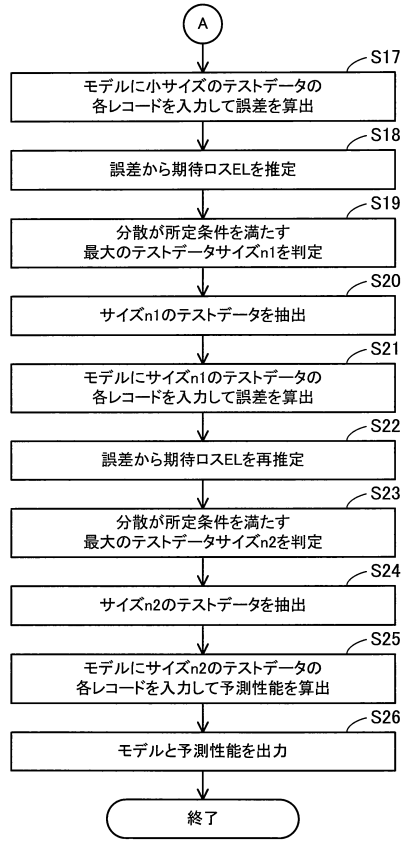 A
S17
モデルに小サイズのテストデータの
各レコードを入力して誤差を算出
S18
誤差から期待ロスELを推定
S19
分散が所定条件を満たす
最大のテストデータサイズn1を判定
S20
サイズn1のテストデータを抽出
S21
モデルにサイズn1のテストデータの
各レコードを入力して誤差を算出
S22
誤差から期待ロスELを再推定
S23
分散が所定条件を満たす
最大のテストデータサイズn2を判定
S24
サイズn2のテストデータを抽出
S25
モデルにサイズn2のテストデータの
各レコードを入力して予測性能を算出
S26
モデルと予測性能を出力
終了